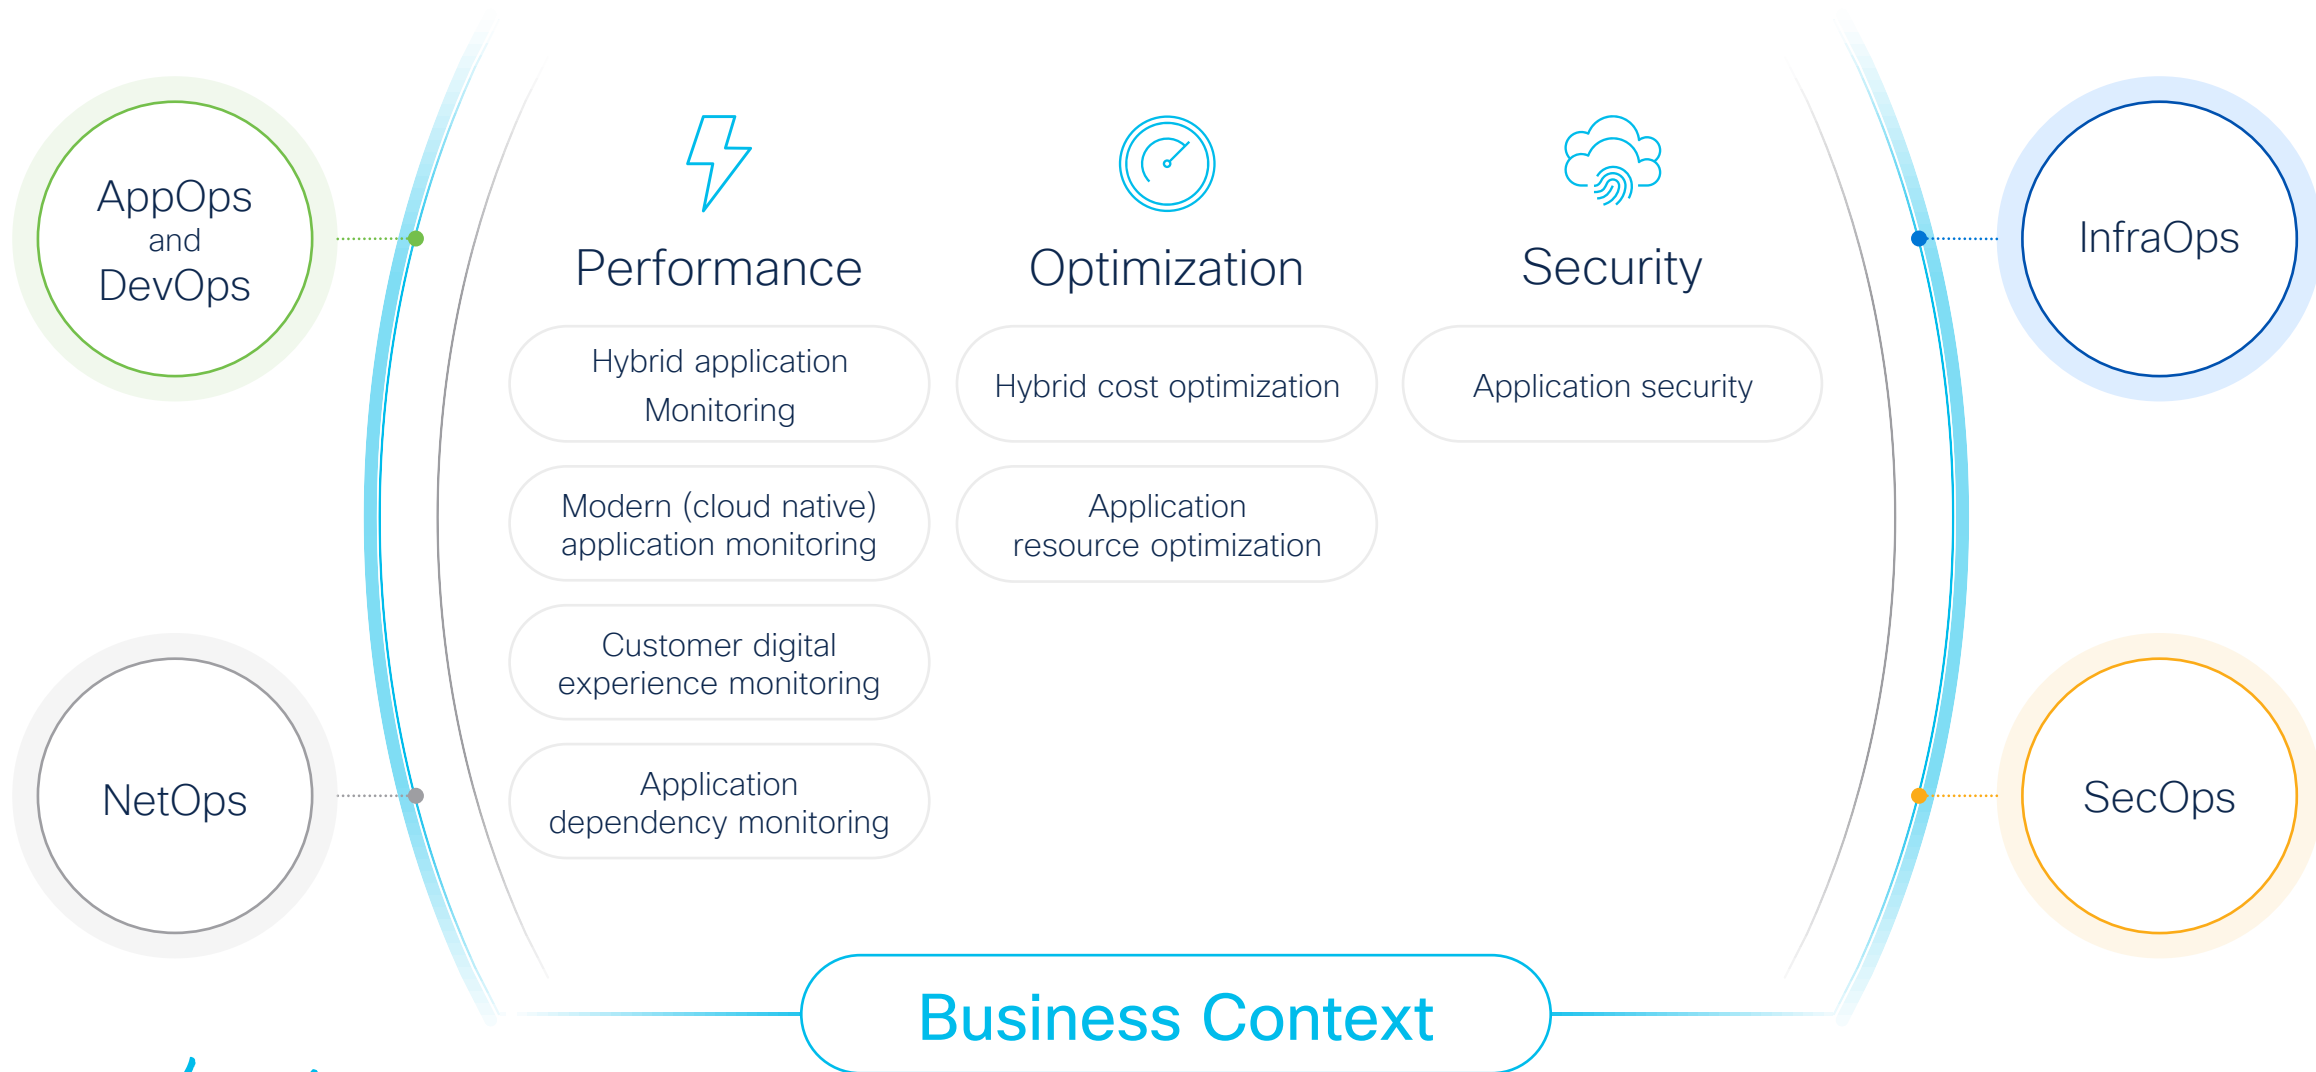 AppOps
and
DevOps
NetOps
Performance
Hybrid application
Monitoring
Modern (cloud native)
application monitoring
Customer digital
experience monitoring
Application
dependency monitoring
Optimization
Hybrid cost optimization
Application
resource optimization
Security
Application security
InfraOps
SecOps
Business Context